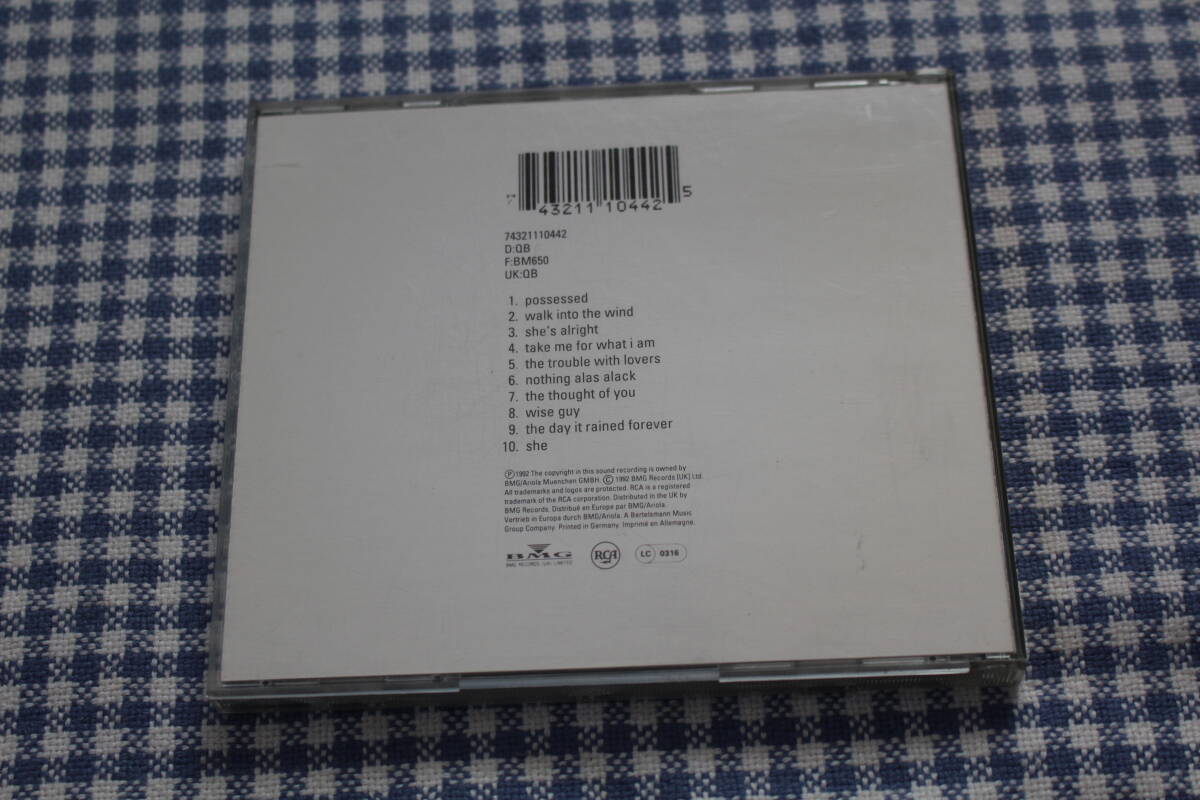 7 43211 10442 5
74321110442
D:QB
F:BM650
UK:QB
1. possessed
2. walk into the wind
3. she's alright
4. take me for what i am
5. the trouble with lovers
6. nothing alas alack
7. the thought of you
8. wise guy
9. the day it rained forever
10. she
Ⓟ1992 The copyright in this sound recording is owned by
BMG/Ariola Muenchen GMBH. Ⓒ 1992 BMG Records [UK] Ltd.
All trademarks and logos are protected. RCA is a registered
trademark of the RCA corporation. Distributed in the UK by
BMG Records. Distribué en Europe par BMG/Ariola.
Vertrieb in Europe durch BMG/Ariola. A Bertelsmann Music
Group Company. Printed in Germany. Imprimé en Allemagne.
BMG RCA LC 0316
BMG RECORDS (UK) LIMITED